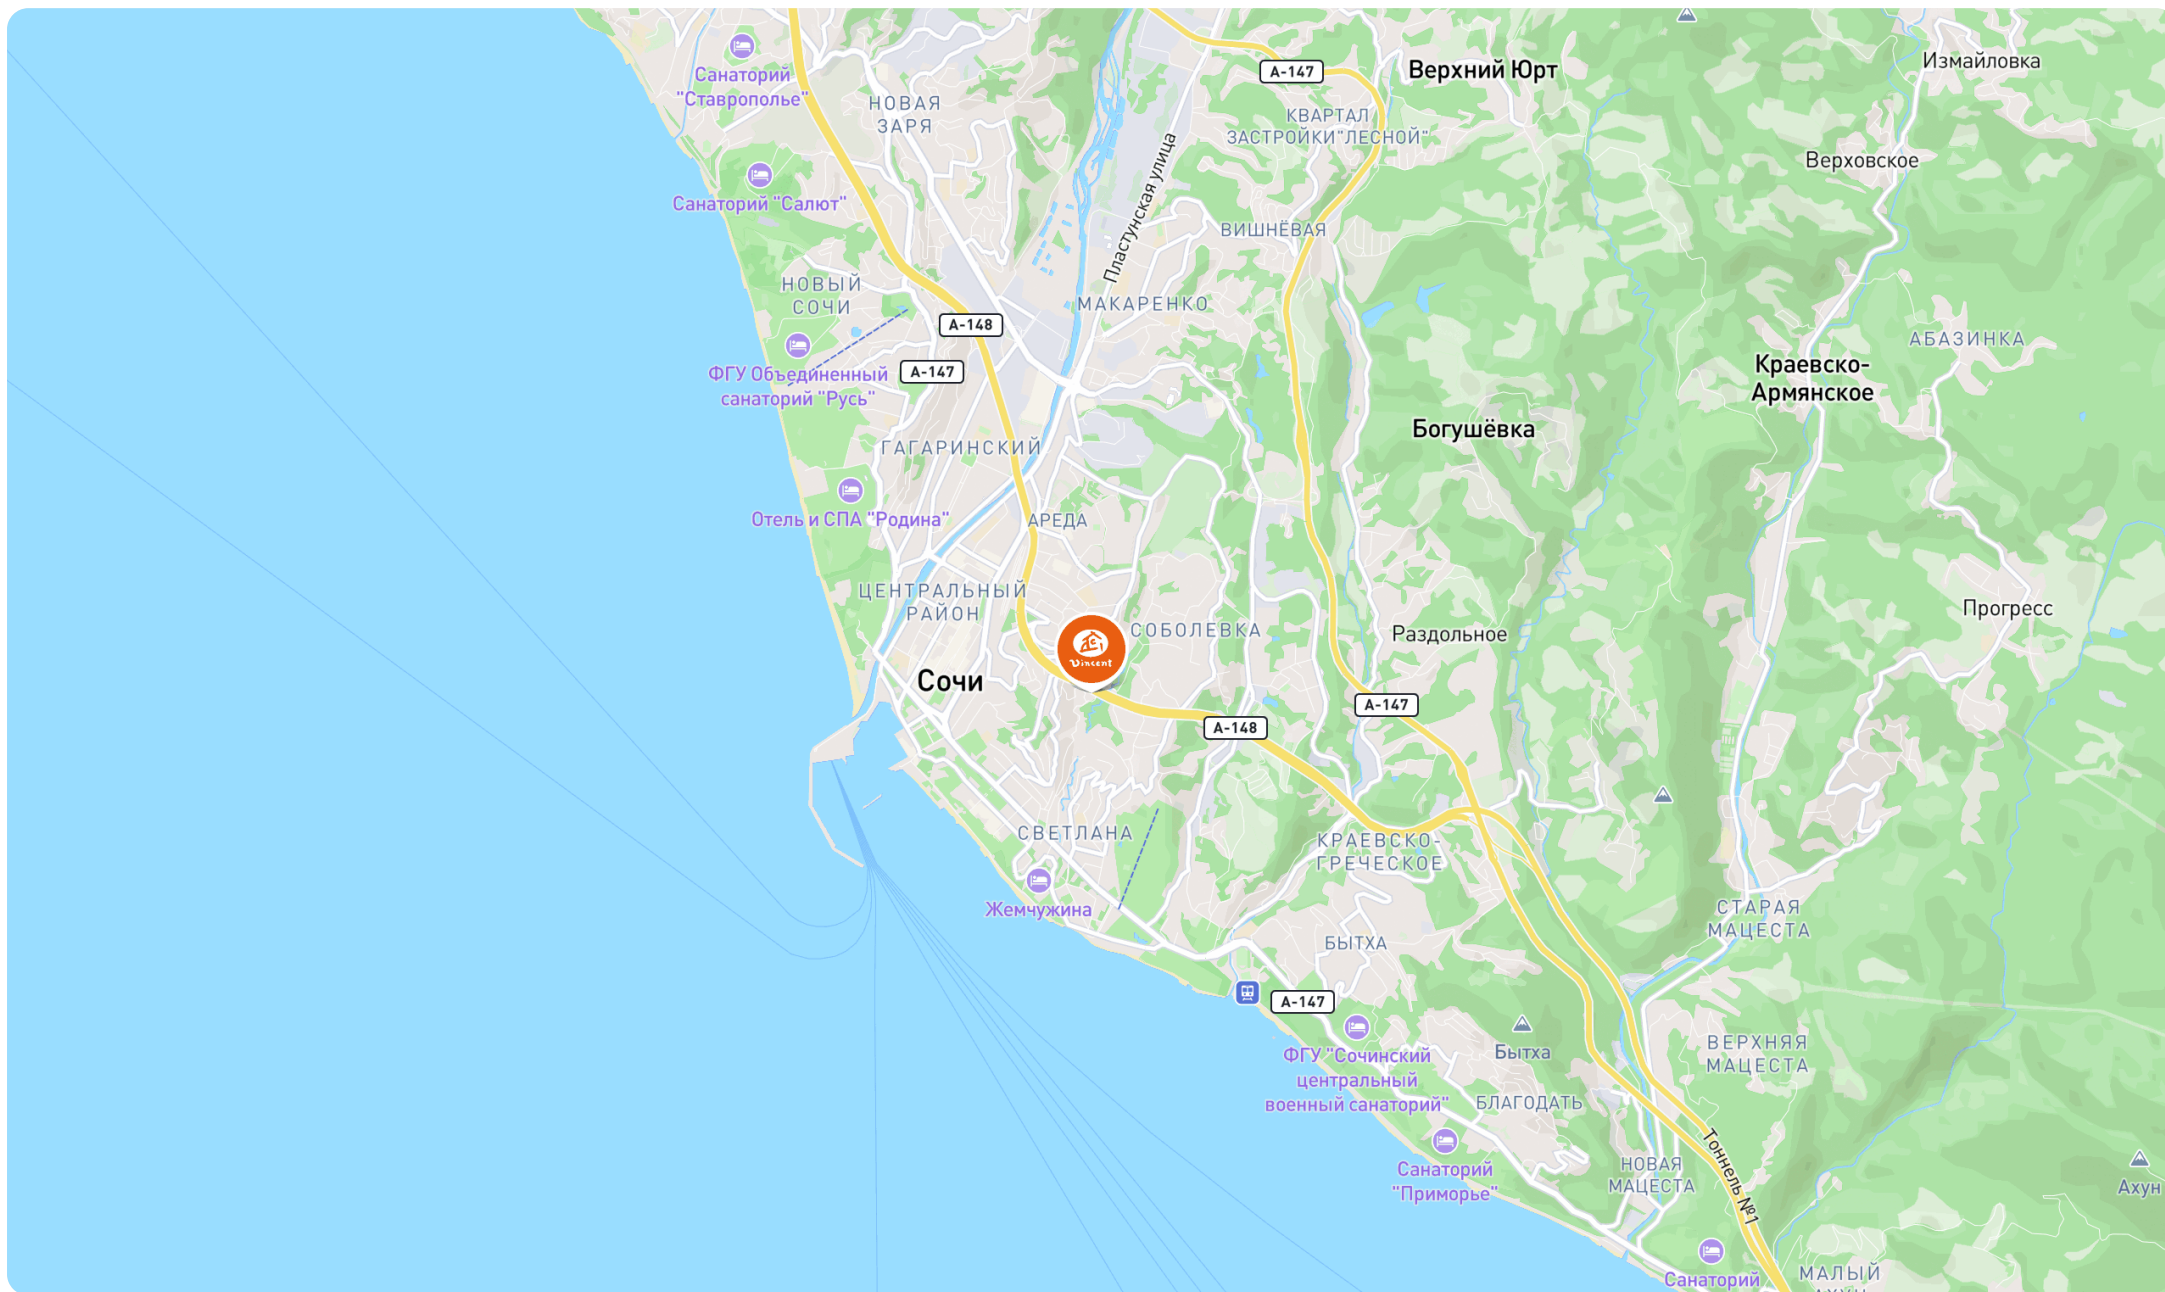 Санаторий
"Ставрополье"
НОВАЯ
ЗАРЯ
А-147
Верхний Юрт
Измайловка
КВАРТАЛ
ЗАСТРОЙКИ"ЛЕСНОЙ"
Верховское
Санаторий "Салют"
Пластунская улица
ВИШНЁВАЯ
НОВЫЙ
СОЧИ
МАКАРЕНКО
А-148
АБАЗИНКА
А-147
ФГУ Объединенный
санаторий "Русь"
Краевско-
Армянское
Богушёвка
ГАГАРИНСКИЙ
Отель и СПА "Родина"
АРЕДА
ЦЕНТРАЛЬНЫЙ
РАЙОН
Прогресс
СОБОЛЕВКА
Раздольное
Vincent
Сочи
А-147
А-148
СВЕТЛАНА
КРАЕВСКО-
ГРЕЧЕСКОЕ
Жемчужина
СТАРАЯ
МАЦЕСТА
БЫТХА
А-147
ФГУ "Сочинский
центральный
военный санаторий"
Бытха
ВЕРХНЯЯ
МАЦЕСТА
БЛАГОДАТЬ
Тоннель №1
Санаторий
"Приморье"
НОВАЯ
МАЦЕСТА
Ахун
Санаторий
МАЛЫЙ
АХУН